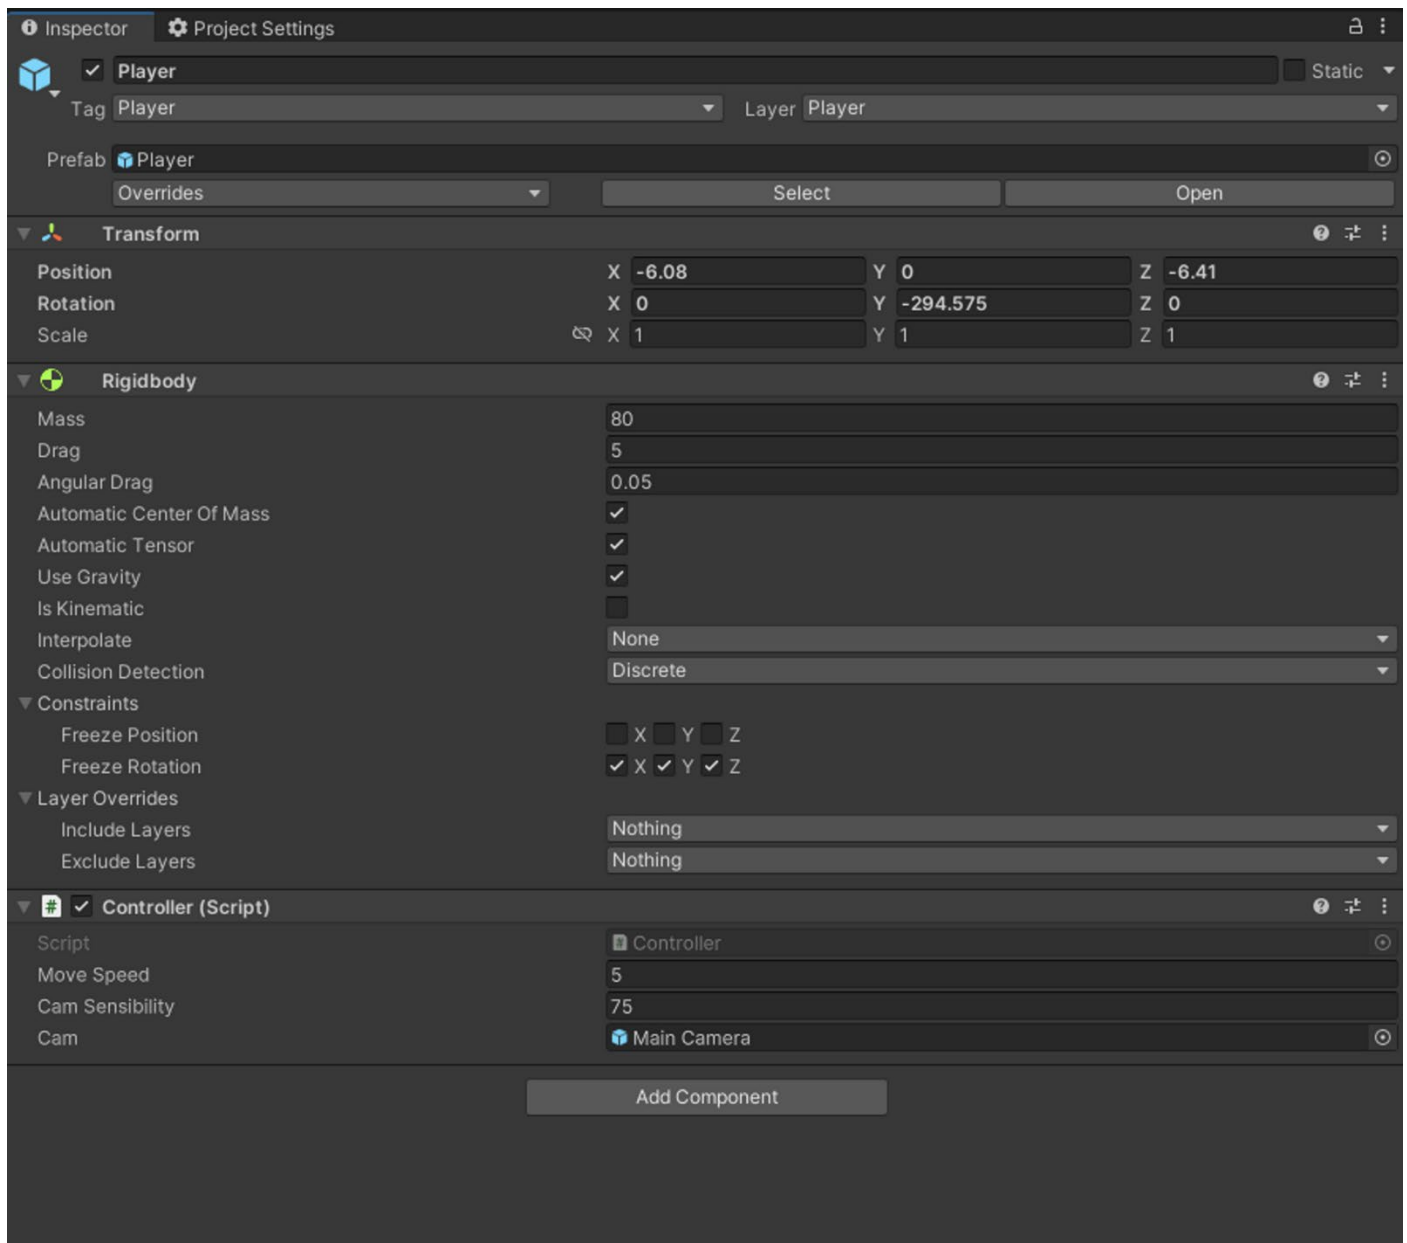 Inspector Project Settings
Player Static
Tag Player Layer Player
Prefab Player
Overrides Select Open
Transform
Position X -6.08 Y 0 Z -6.41
Rotation X 0 Y -294.575 Z 0
Scale X 1 Y 1 Z 1
Rigidbody
Mass 80
Drag 5
Angular Drag 0.05
Automatic Center Of Mass
Automatic Tensor
Use Gravity
Is Kinematic
Interpolate None
Collision Detection Discrete
Constraints
Freeze Position X Y Z
Freeze Rotation X Y Z
Layer Overrides
Include Layers Nothing
Exclude Layers Nothing
# Controller (Script)
Script Controller
Move Speed 5
Cam Sensibility 75
Cam Main Camera
Add Component